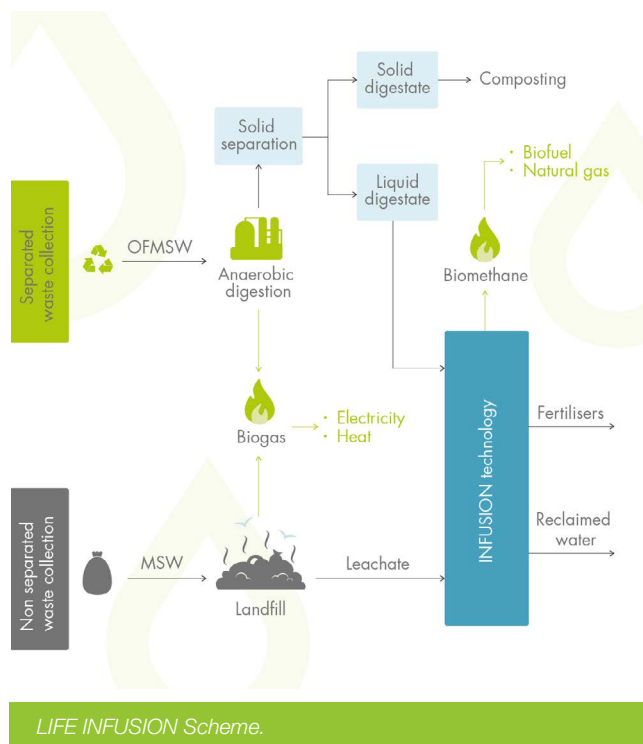 Solid
digestate
Composting
Solid
separation
• Biofuel
• Natural gas
Liquid
digestate
Separated
waste collection
OFMSW
Anaerobic
digestion
Biomethane
INFUSION technology
Biogas
• Electricity
• Heat
Fertilisers
Non separated
waste collection
MSW
Landfill
Leachate
Reclaimed
water
LIFE INFUSION Scheme.